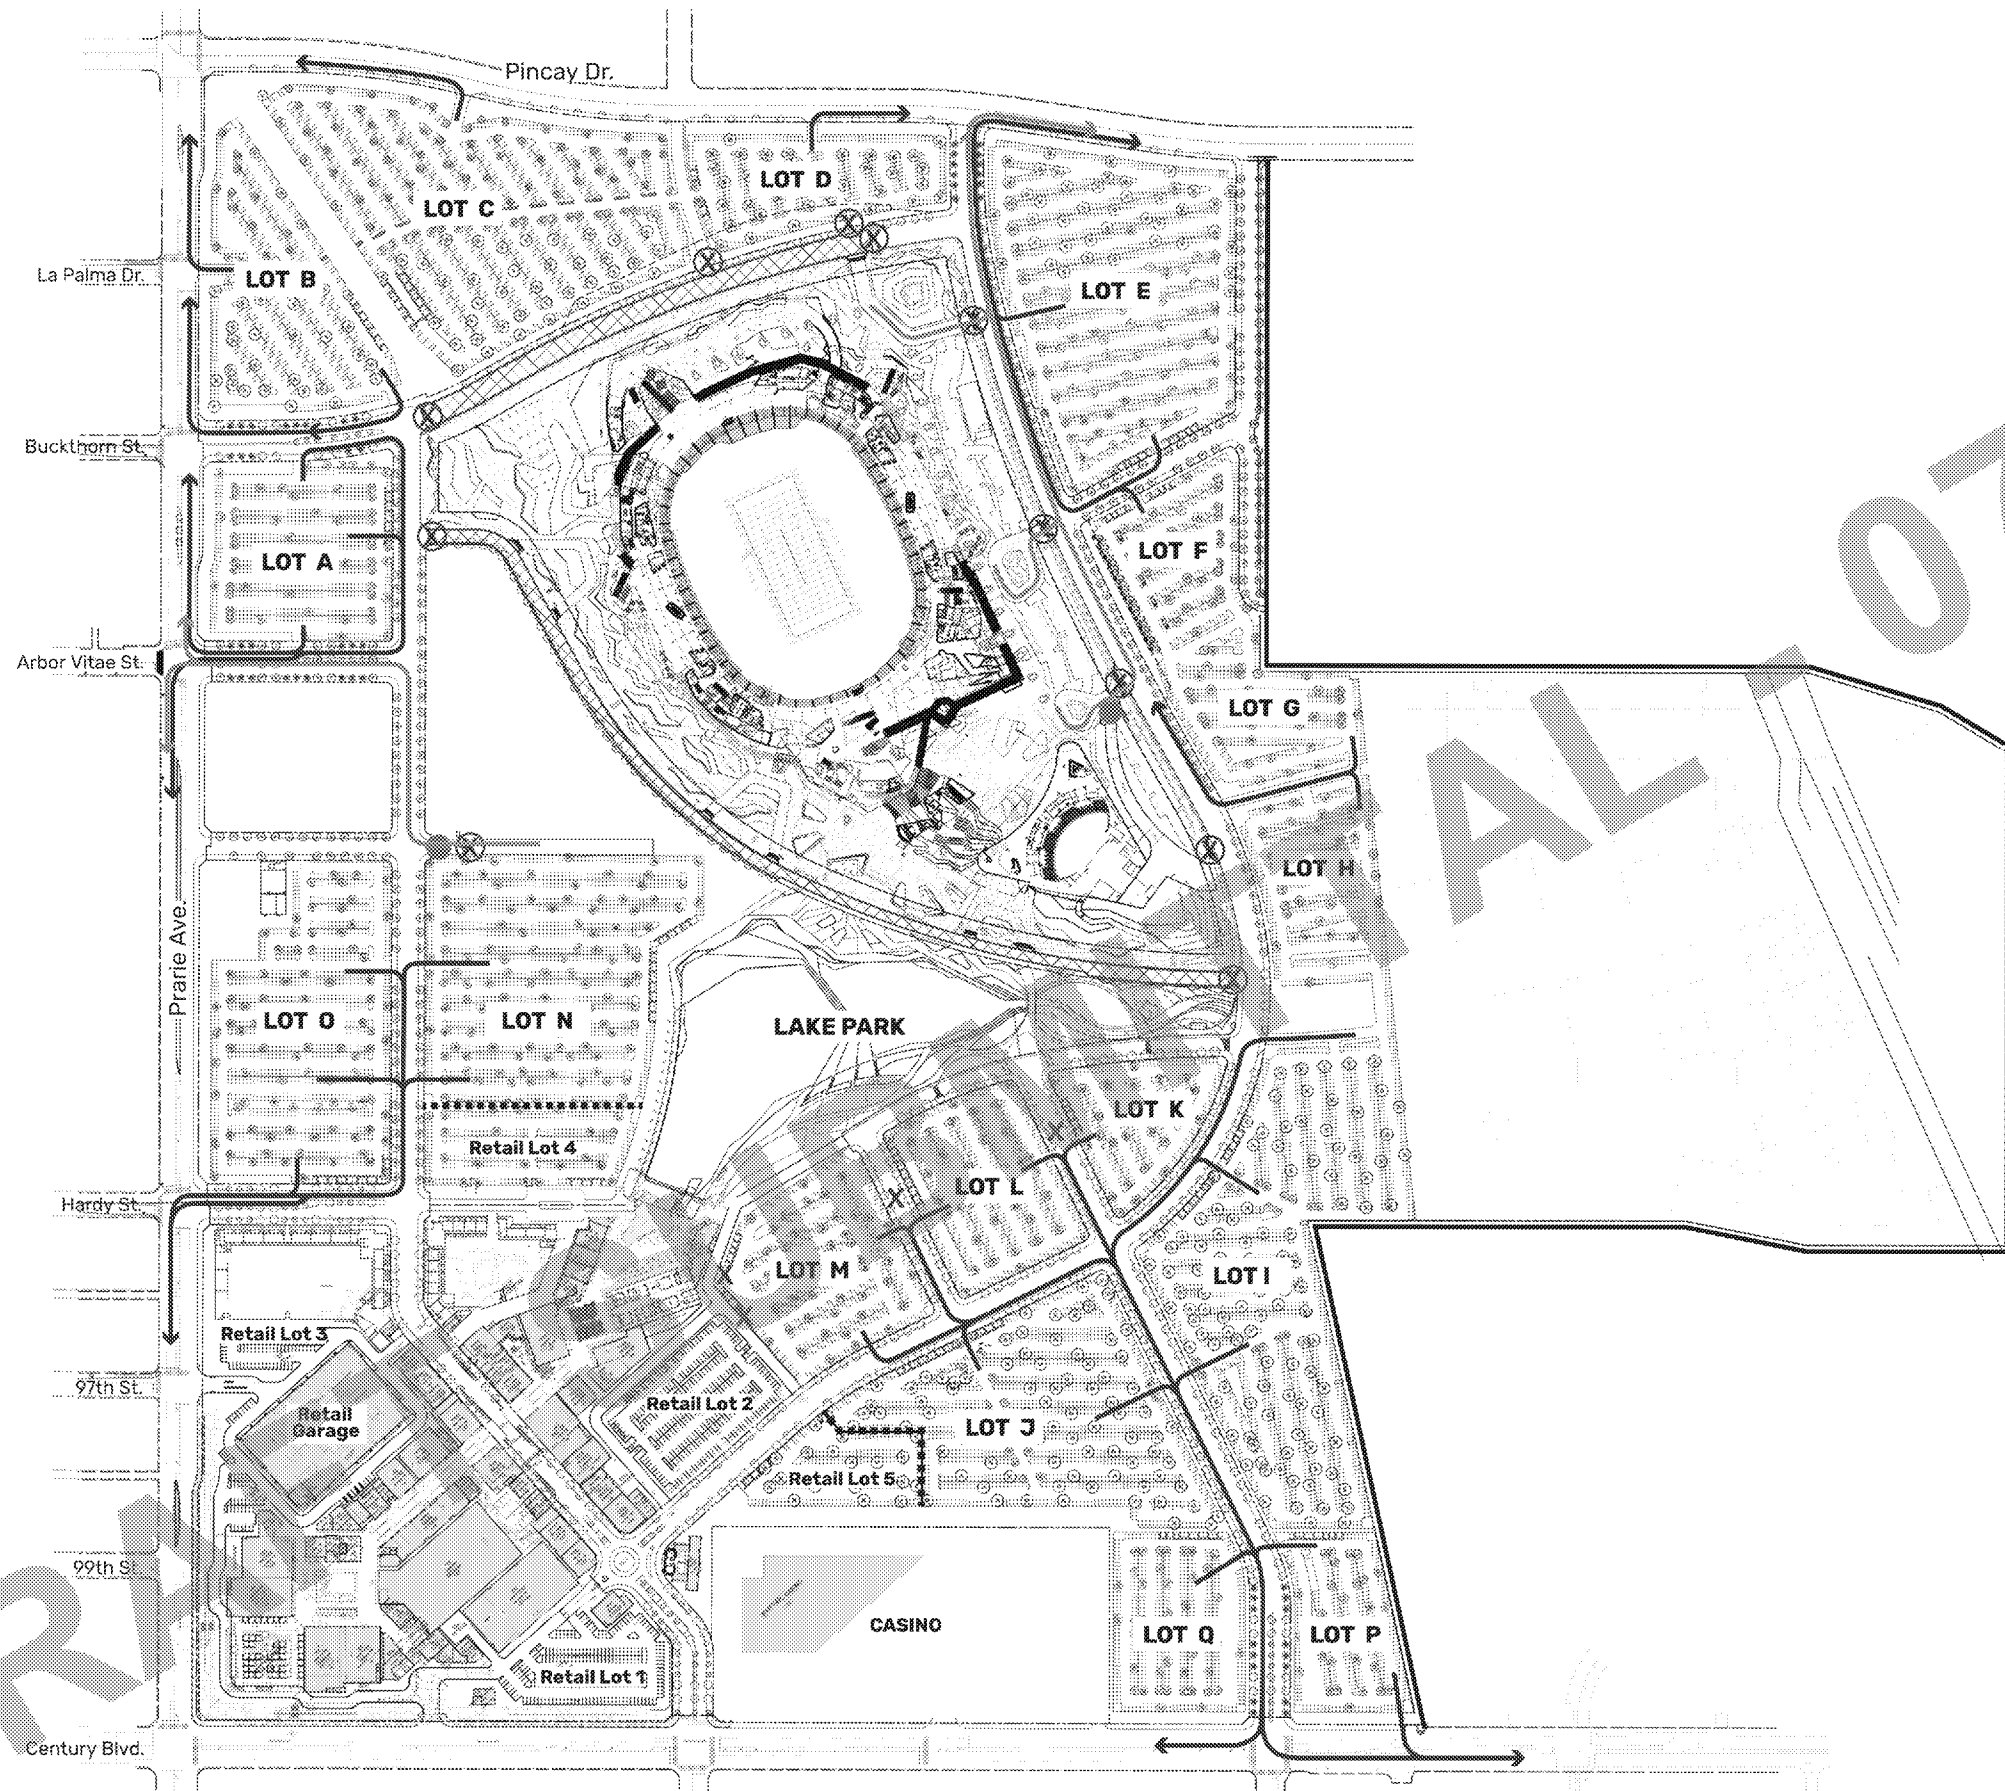 Pincay Dr.
LOT D
LOT C
La Palma Dr.
LOT B
LOT E
Buckthorn St.
LOT F
LOT A
Arbor Vitae St.
LOT G
LOT H
Prarie Ave.
LOT O
LOT N
LAKE PARK
LOT K
Retail Lot 4
LOT L
Hardy St.
LOT M
LOT I
Retail Lot 3
97th St.
Retail Lot 2
Retail
Garage
LOT J
Retail Lot 5
99th St.
CASINO
LOT Q
LOT P
Retail Lot 1
Century Blvd.